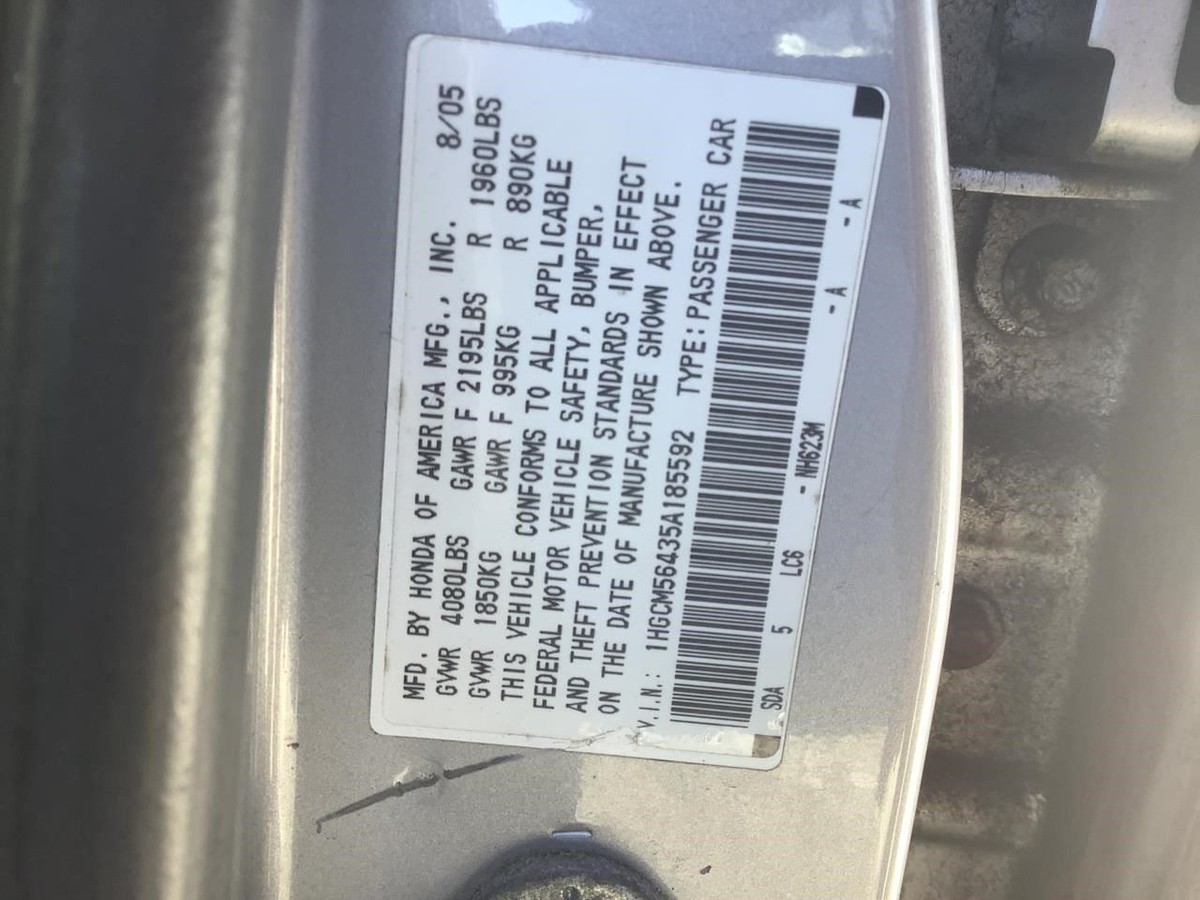 MFD. BY HONDA OF AMERICA MFG., INC. 8/05
GVWR 4080LBS GAWR F 2195LBS R 1960LBS
GVWR 1850KG GAWR F 995KG R 890KG
THIS VEHICLE CONFORMS TO ALL APPLICABLE
FEDERAL MOTOR VEHICLE SAFETY, BUMPER,
AND THEFT PREVENTION STANDARDS IN EFFECT
ON THE DATE OF MANUFACTURE SHOWN ABOVE.
V.I.N.: 1HGCM56435A185592 TYPE:PASSENGER CAR
SDA 5 LC6 - NH623M - A - A